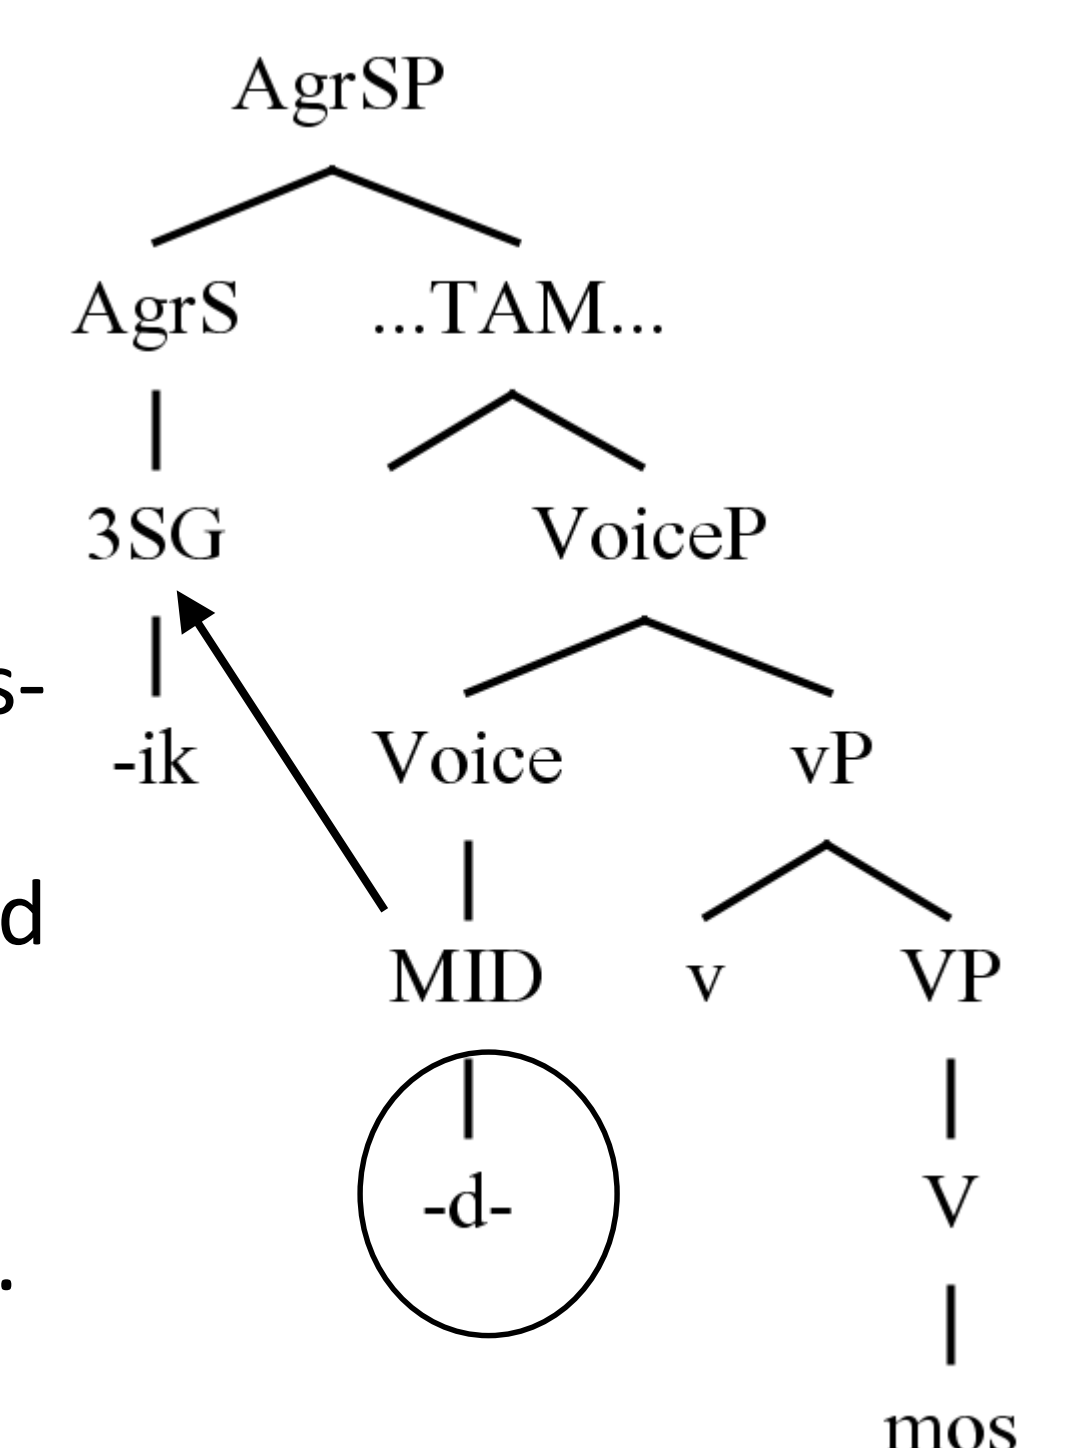 AgrSP
AgrS ...TAM...
3SG VoiceP
s-
-ik Voice vP
d
MID v VP
-d- V
.
mos